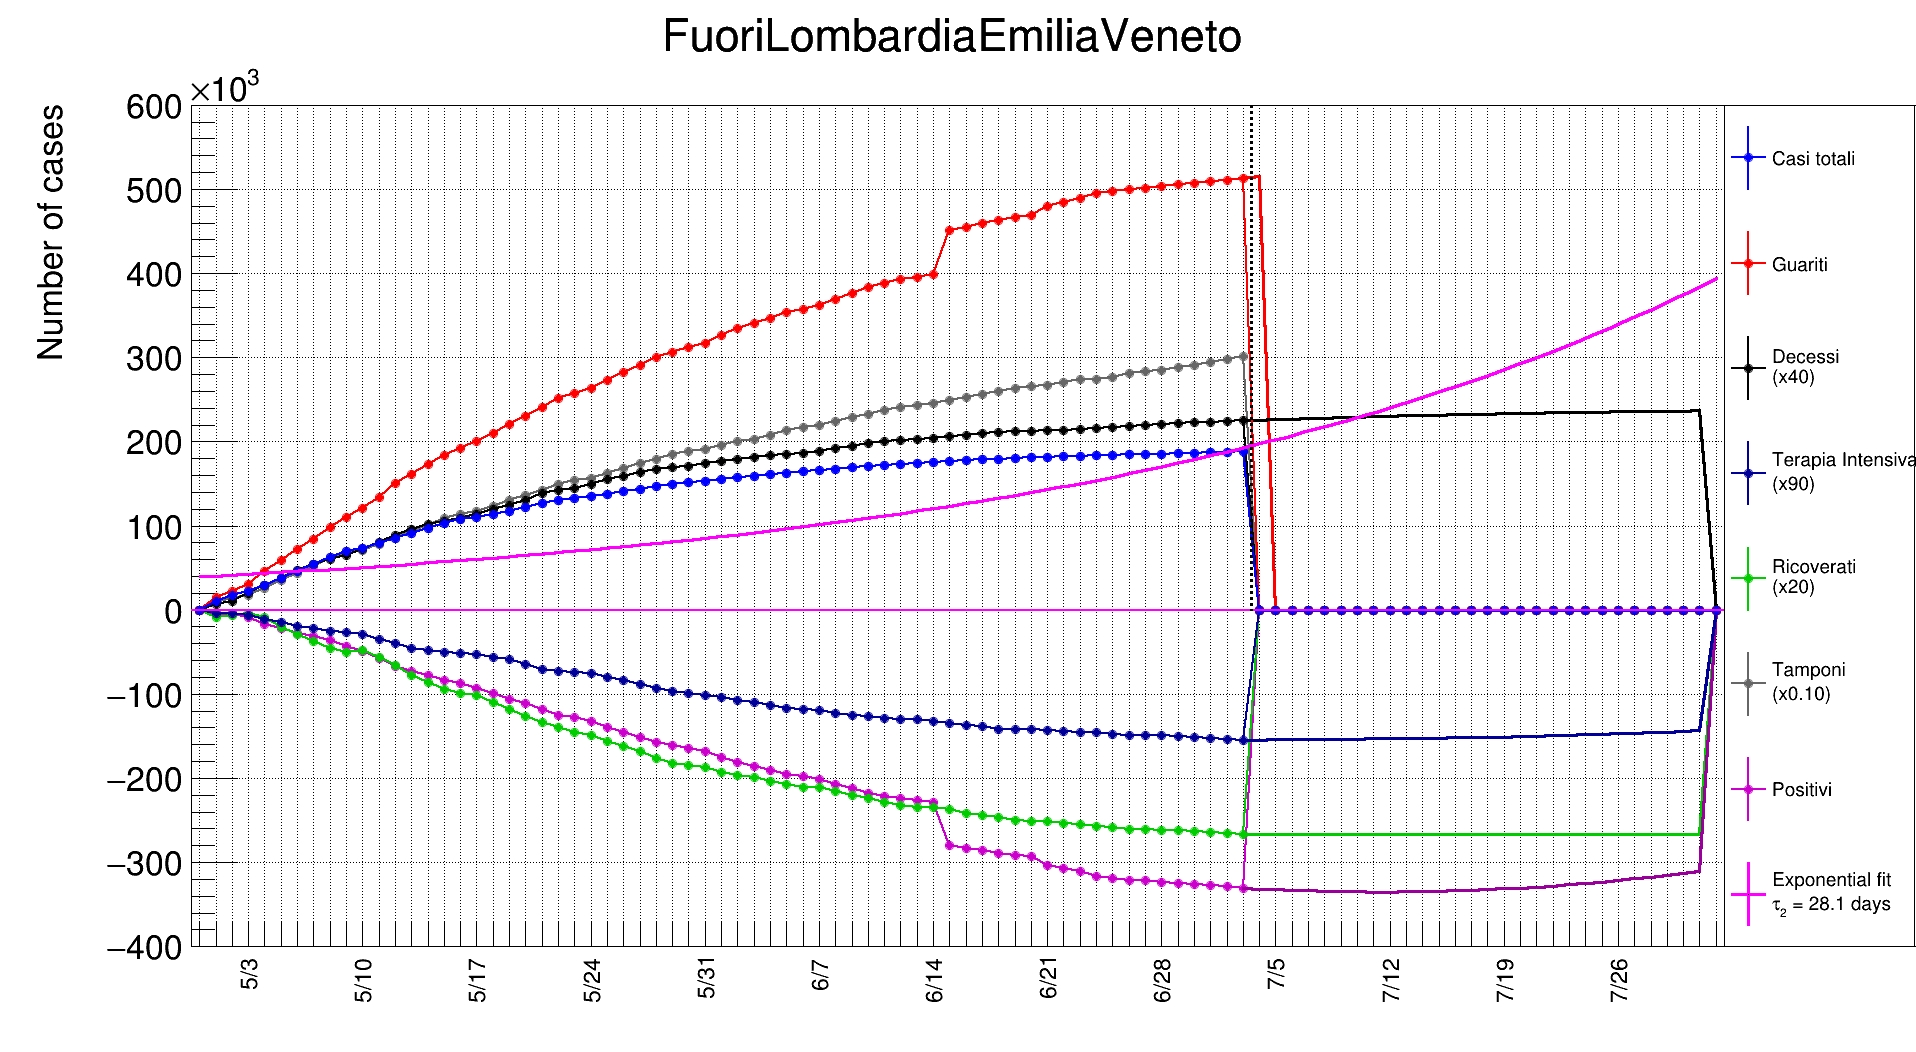 FuoriLombardiaEmiliaVeneto
×10³
Number of cases
600
500
400
300
200
100
0
−100
−200
−300
−400
5/3
5/10
5/17
5/24
5/31
6/7
6/14
6/21
6/28
7/5
7/12
7/19
7/26
Casi totali
Guariti
Decessi
(x40)
Terapia Intensiva
(x90)
Ricoverati
(x20)
Tamponi
(x0.10)
Positivi
Exponential fit
τ₂ = 28.1 days